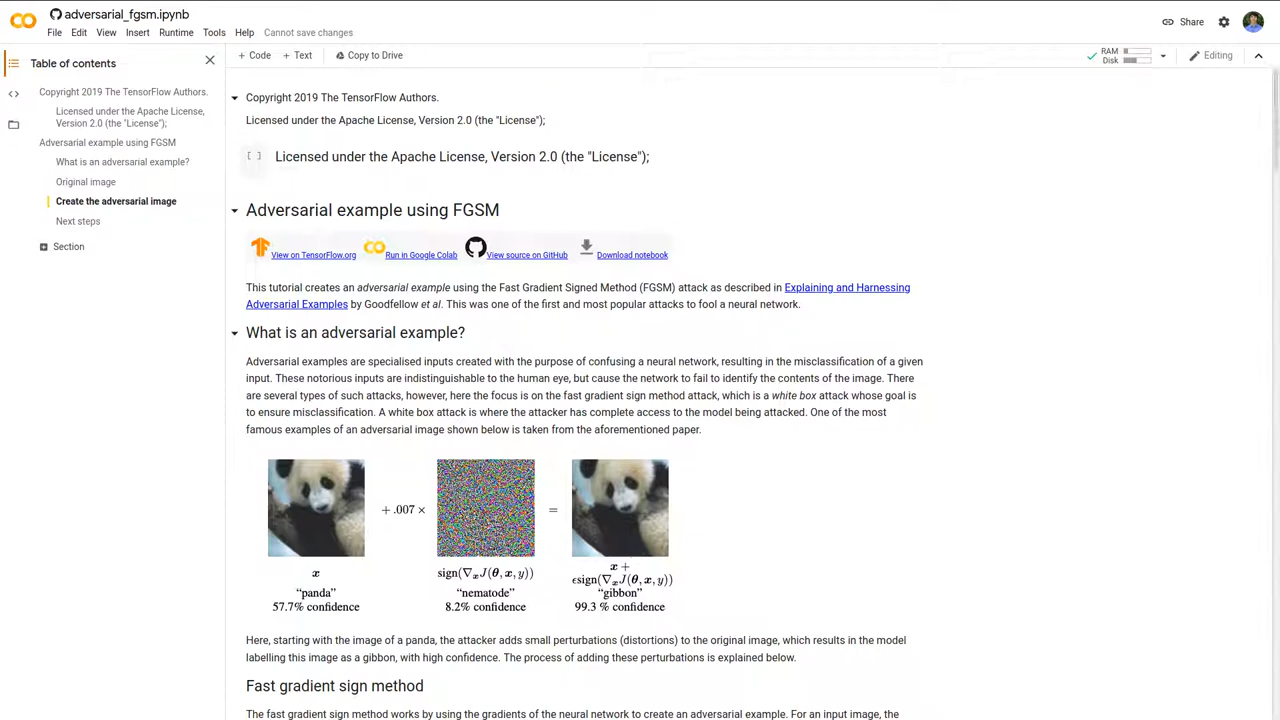 adversarial_fgsm.ipynb
File Edit View Insert Runtime Tools Help Cannot save changes
Share
+ Code + Text Copy to Drive
RAM
Disk
Editing
Table of contents
Copyright 2019 The TensorFlow Authors.
Licensed under the Apache License,
Version 2.0 (the "License");
Adversarial example using FGSM
What is an adversarial example?
Original image
Create the adversarial image
Next steps
Section
Copyright 2019 The TensorFlow Authors.
Licensed under the Apache License, Version 2.0 (the "License");
[ ] Licensed under the Apache License, Version 2.0 (the "License");
Adversarial example using FGSM
View on TensorFlow.org Run in Google Colab View source on GitHub Download notebook
This tutorial creates an adversarial example using the Fast Gradient Signed Method (FGSM) attack as described in Explaining and Harnessing
Adversarial Examples by Goodfellow et al. This was one of the first and most popular attacks to fool a neural network.
What is an adversarial example?
Adversarial examples are specialised inputs created with the purpose of confusing a neural network, resulting in the misclassification of a given
input. These notorious inputs are indistinguishable to the human eye, but cause the network to fail to identify the contents of the image. There
are several types of such attacks, however, here the focus is on the fast gradient sign method attack, which is a white box attack whose goal is
to ensure misclassification. A white box attack is where the attacker has complete access to the model being attacked. One of the most
famous examples of an adversarial image shown below is taken from the aforementioned paper.
+ .007 × =
x
"panda"
57.7% confidence
sign(∇ₓJ(θ, x, y))
"nematode"
8.2% confidence
x +
ϵsign(∇ₓJ(θ, x, y))
"gibbon"
99.3 % confidence
Here, starting with the image of a panda, the attacker adds small perturbations (distortions) to the original image, which results in the model
labelling this image as a gibbon, with high confidence. The process of adding these perturbations is explained below.
Fast gradient sign method
The fast gradient sign method works by using the gradients of the neural network to create an adversarial example. For an input image, the